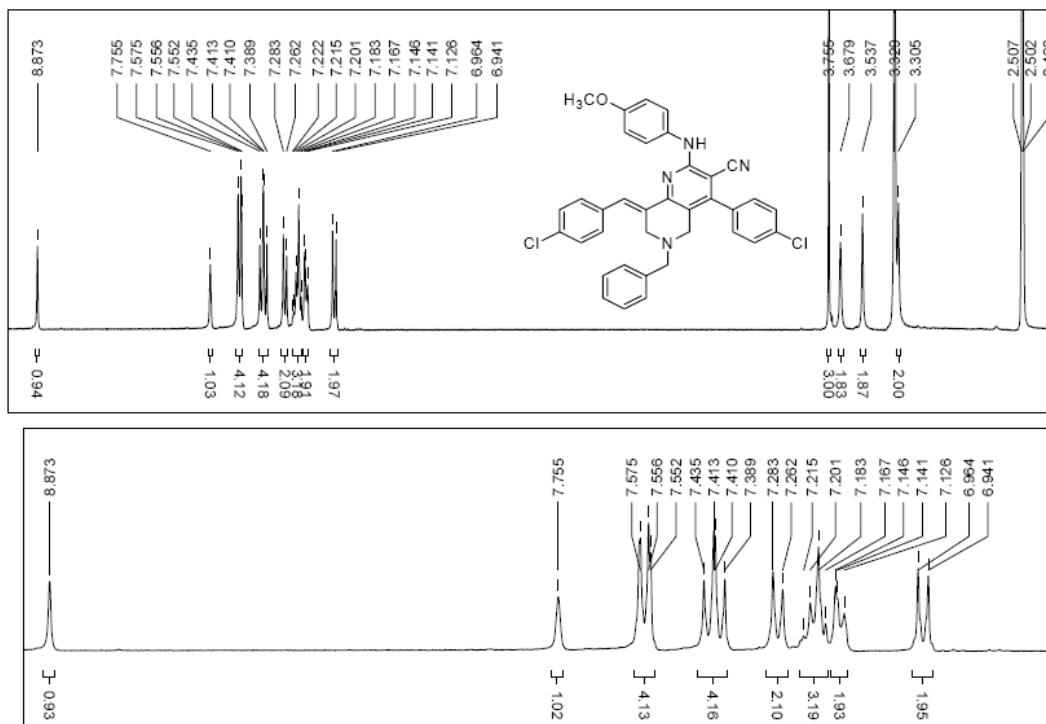 8.873 7.755 7.575 7.556 7.552 7.435 7.413 7.410 7.389 7.283 7.262 7.222 7.215 7.201 7.183 7.167 7.146 7.141 7.126 6.964 6.941 3.755 3.679 3.537 3.305 2.507 2.502
H₃CO
NH
N CN
Cl Cl
N
0.94 1.03 4.12 4.18 2.09 3.18 1.91 1.97 3.00 1.83 1.87 2.00
8.873 7.755 7.575 7.556 7.552 7.435 7.413 7.410 7.389 7.283 7.262 7.215 7.201 7.183 7.167 7.146 7.141 7.126 6.964 6.941
0.93 1.02 4.13 4.16 2.10 3.19 1.93 1.95